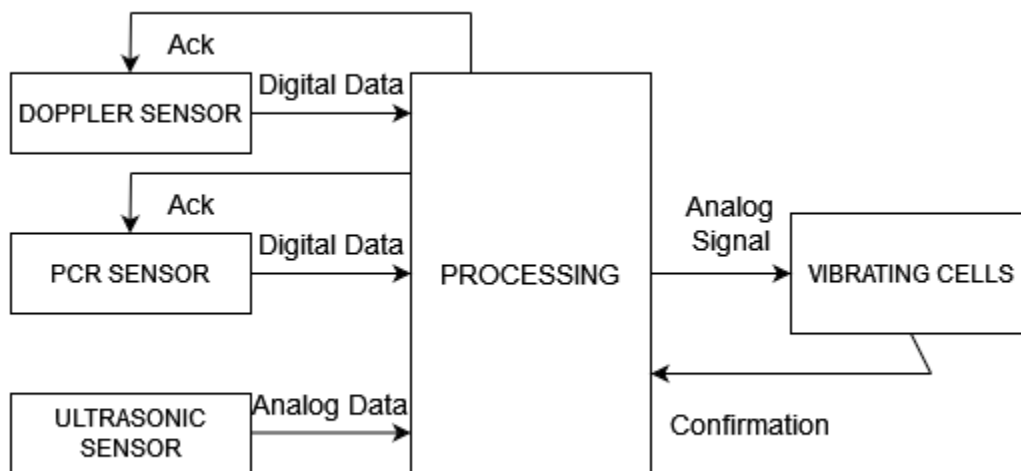 Ack
DOPPLER SENSOR
Digital Data
Ack
PCR SENSOR
Digital Data
ULTRASONIC
SENSOR
Analog Data
PROCESSING
Analog
Signal
VIBRATING CELLS
Confirmation